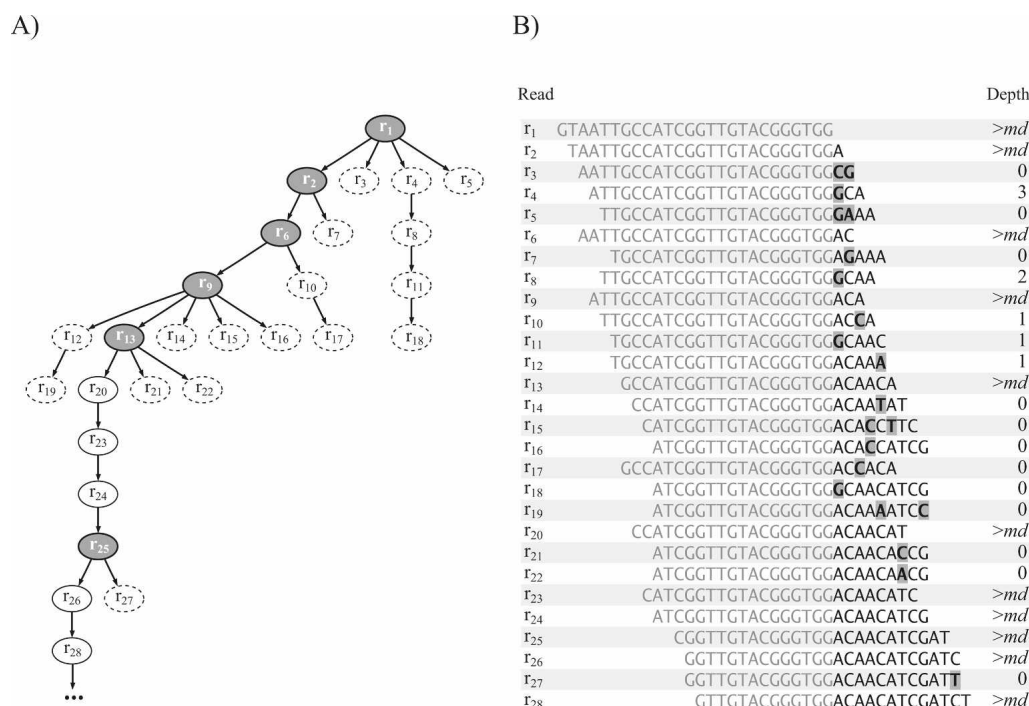 A)
B)
r1
r2 r3 r4 r5
r6 r7 r8
r9 r10 r11
r12 r13 r14 r15 r16 r17 r18
r19 r20 r21 r22
r23
r24
r25
r26 r27
r28
•••
Read Depth
r1 GTAATTGCCATCGGTTGTACGGGTGG >md
r2 TAATTGCCATCGGTTGTACGGGTGGA >md
r3 AATTGCCATCGGTTGTACGGGTGGCG 0
r4 ATTGCCATCGGTTGTACGGGTGGGCA 3
r5 TTGCCATCGGTTGTACGGGTGGGAAA 0
r6 AATTGCCATCGGTTGTACGGGTGGAC >md
r7 TGCCATCGGTTGTACGGGTGGAGAAA 0
r8 TTGCCATCGGTTGTACGGGTGGGCAA 2
r9 ATTGCCATCGGTTGTACGGGTGGACA >md
r10 TTGCCATCGGTTGTACGGGTGGACCA 1
r11 TGCCATCGGTTGTACGGGTGGGCAAC 1
r12 TGCCATCGGTTGTACGGGTGGACAAA 1
r13 GCCATCGGTTGTACGGGTGGACAACA >md
r14 CCATCGGTTGTACGGGTGGACAATAT 0
r15 CATCGGTTGTACGGGTGGACACCTTC 0
r16 ATCGGTTGTACGGGTGGACACCATCG 0
r17 GCCATCGGTTGTACGGGTGGACCACA 0
r18 ATCGGTTGTACGGGTGGGCAACATCG 0
r19 ATCGGTTGTACGGGTGGACAAATCC 0
r20 CCATCGGTTGTACGGGTGGACAACAT >md
r21 ATCGGTTGTACGGGTGGACAACACCG 0
r22 ATCGGTTGTACGGGTGGACAACAACG 0
r23 CATCGGTTGTACGGGTGGACAACATC >md
r24 ATCGGTTGTACGGGTGGACAACATCG >md
r25 CGGTTGTACGGGTGGACAACATCGAT >md
r26 GGTTGTACGGGTGGACAACATCGATC >md
r27 GGTTGTACGGGTGGACAACATCGATT 0
r28 GTTGTACGGGTGGACAACATCGATCT >md